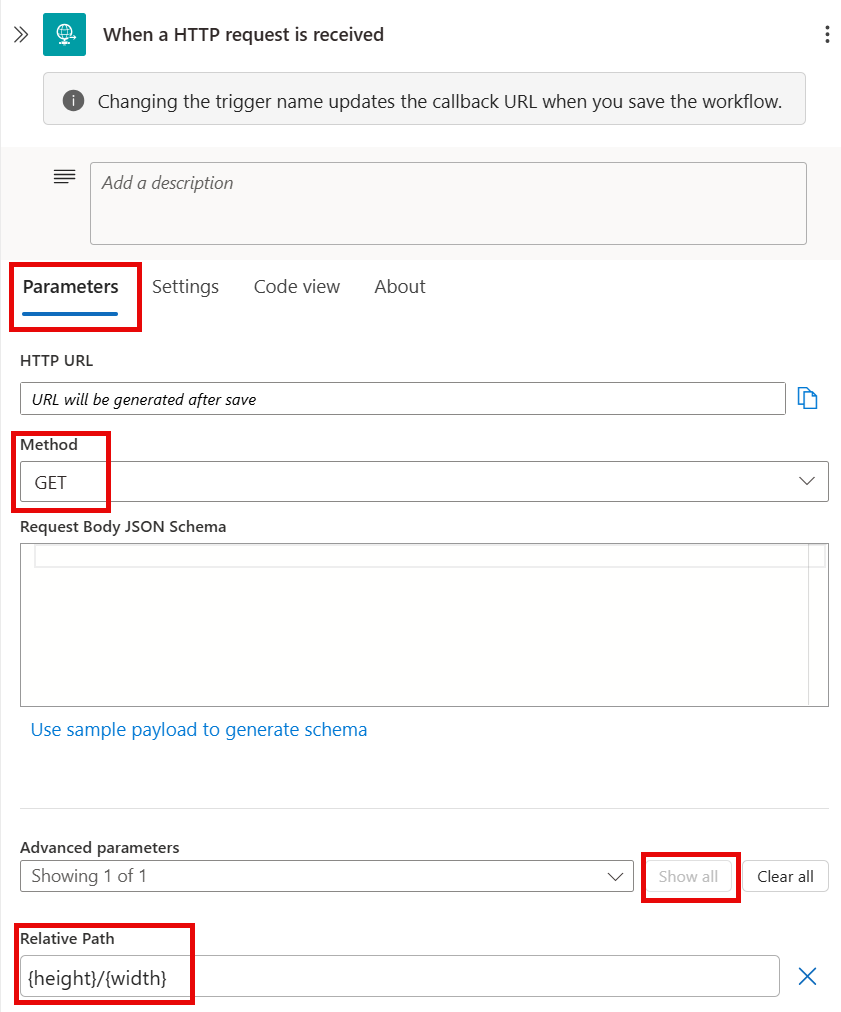 When a HTTP request is received
Changing the trigger name updates the callback URL when you save the workflow.
Add a description
Parameters Settings Code view About
HTTP URL
URL will be generated after save
Method
GET
Request Body JSON Schema
Use sample payload to generate schema
Advanced parameters
Showing 1 of 1 Show all Clear all
Relative Path
{height}/{width}